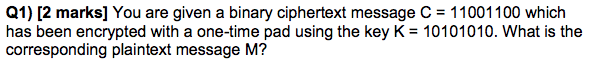 Q1) [2 marks] You are given a binary ciphertext message C = 11001100 which
has been encrypted with a one-time pad using the key K = 10101010. What is the
corresponding plaintext message M?